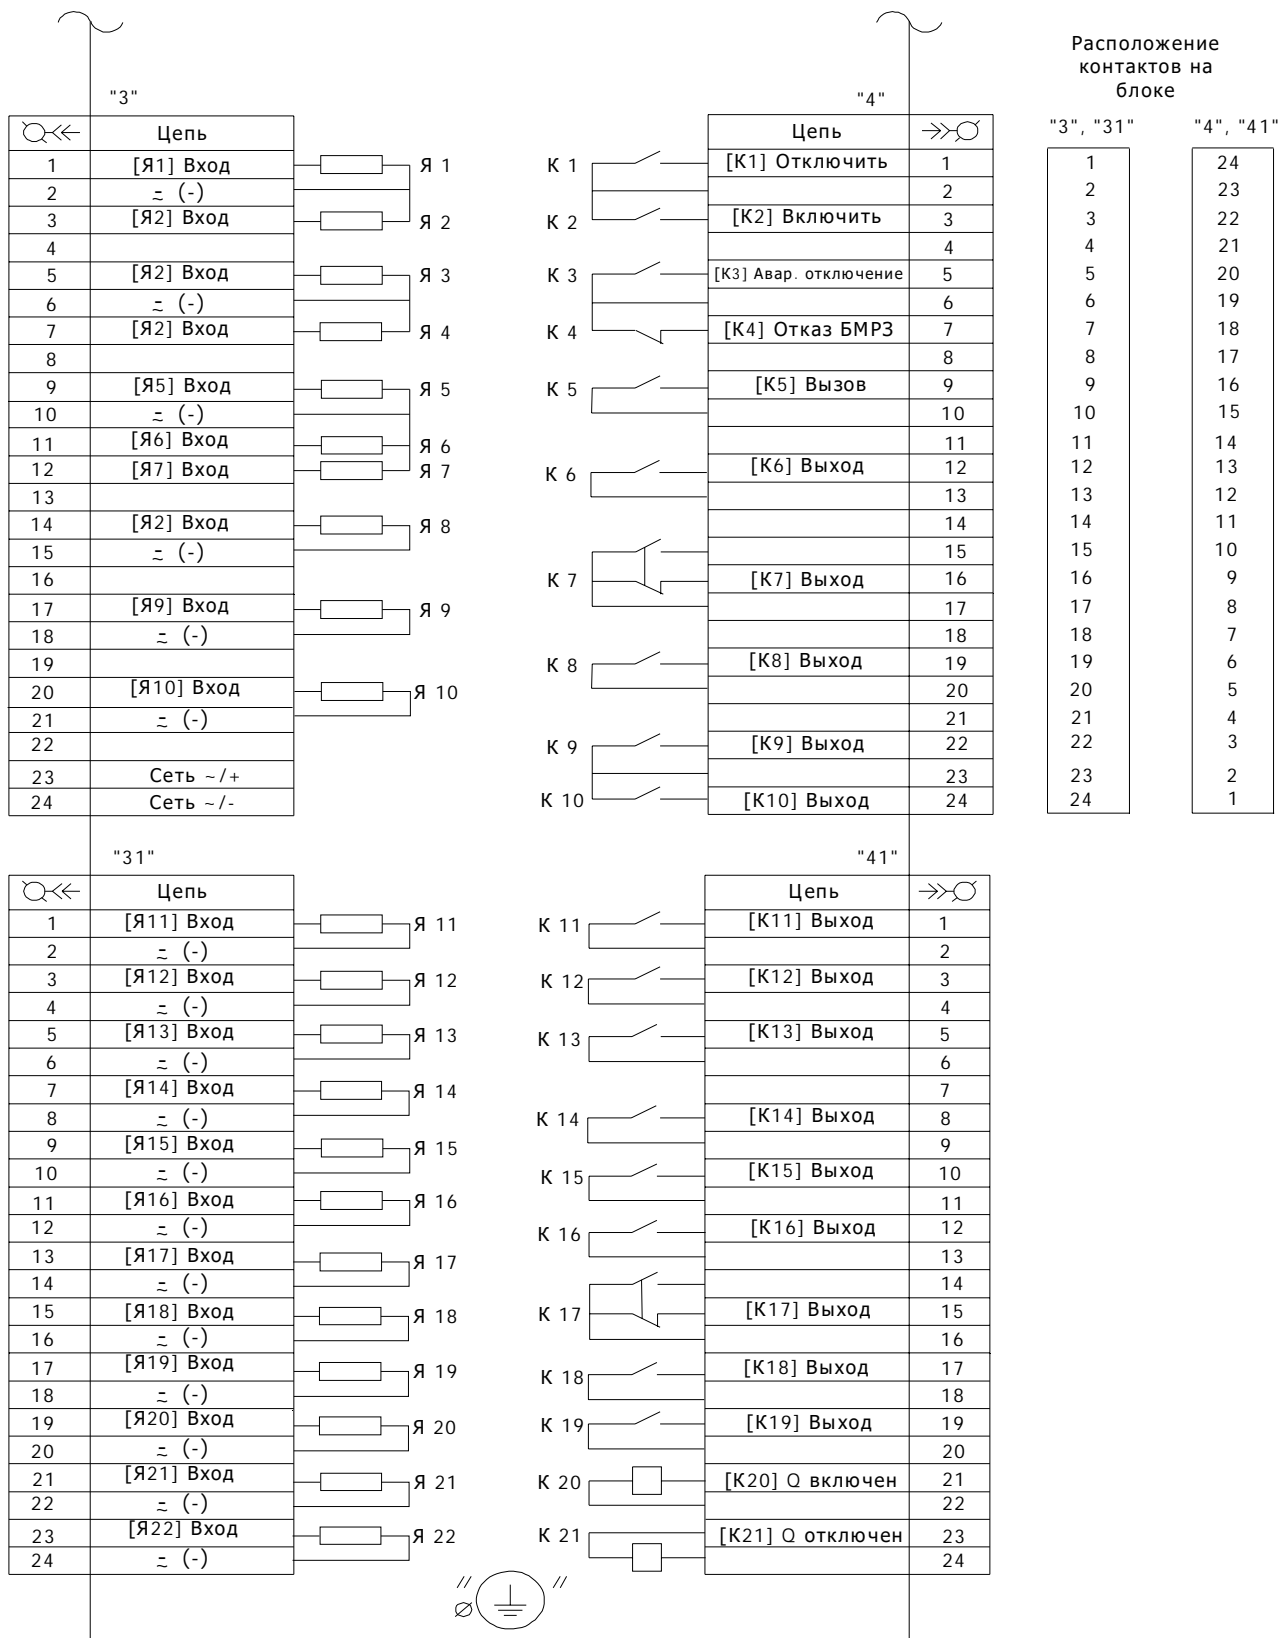 Расположение
контактов на
блоке
"3"
Цепь
1 [Я1] Вход Я 1
2 ~ (-)
3 [Я2] Вход Я 2
4
5 [Я2] Вход Я 3
6 ~ (-)
7 [Я2] Вход Я 4
8
9 [Я5] Вход Я 5
10 ~ (-)
11 [Я6] Вход Я 6
12 [Я7] Вход Я 7
13
14 [Я2] Вход Я 8
15 ~ (-)
16
17 [Я9] Вход Я 9
18 ~ (-)
19
20 [Я10] Вход Я 10
21 ~ (-)
22
23 Сеть ~/+
24 Сеть ~/-
"4"
Цепь
К 1 [К1] Отключить 1
2
К 2 [К2] Включить 3
4
К 3 [К3] Авар. отключение 5
6
К 4 [К4] Отказ БМРЗ 7
8
К 5 [К5] Вызов 9
10
11
К 6 [К6] Выход 12
13
14
15
К 7 [К7] Выход 16
17
18
К 8 [К8] Выход 19
20
21
К 9 [К9] Выход 22
23
К 10 [К10] Выход 24
"3", "31" "4", "41"
1 24
2 23
3 22
4 21
5 20
6 19
7 18
8 17
9 16
10 15
11 14
12 13
13 12
14 11
15 10
16 9
17 8
18 7
19 6
20 5
21 4
22 3
23 2
24 1
"31"
Цепь
1 [Я11] Вход Я 11
2 ~ (-)
3 [Я12] Вход Я 12
4 ~ (-)
5 [Я13] Вход Я 13
6 ~ (-)
7 [Я14] Вход Я 14
8 ~ (-)
9 [Я15] Вход Я 15
10 ~ (-)
11 [Я16] Вход Я 16
12 ~ (-)
13 [Я17] Вход Я 17
14 ~ (-)
15 [Я18] Вход Я 18
16 ~ (-)
17 [Я19] Вход Я 19
18 ~ (-)
19 [Я20] Вход Я 20
20 ~ (-)
21 [Я21] Вход Я 21
22 ~ (-)
23 [Я22] Вход Я 22
24 ~ (-)
"41"
Цепь
К 11 [К11] Выход 1
2
К 12 [К12] Выход 3
4
К 13 [К13] Выход 5
6
7
К 14 [К14] Выход 8
9
К 15 [К15] Выход 10
11
К 16 [К16] Выход 12
13
14
К 17 [К17] Выход 15
16
К 18 [К18] Выход 17
18
К 19 [К19] Выход 19
20
К 20 [К20] Q включен 21
22
К 21 [К21] Q отключен 23
24